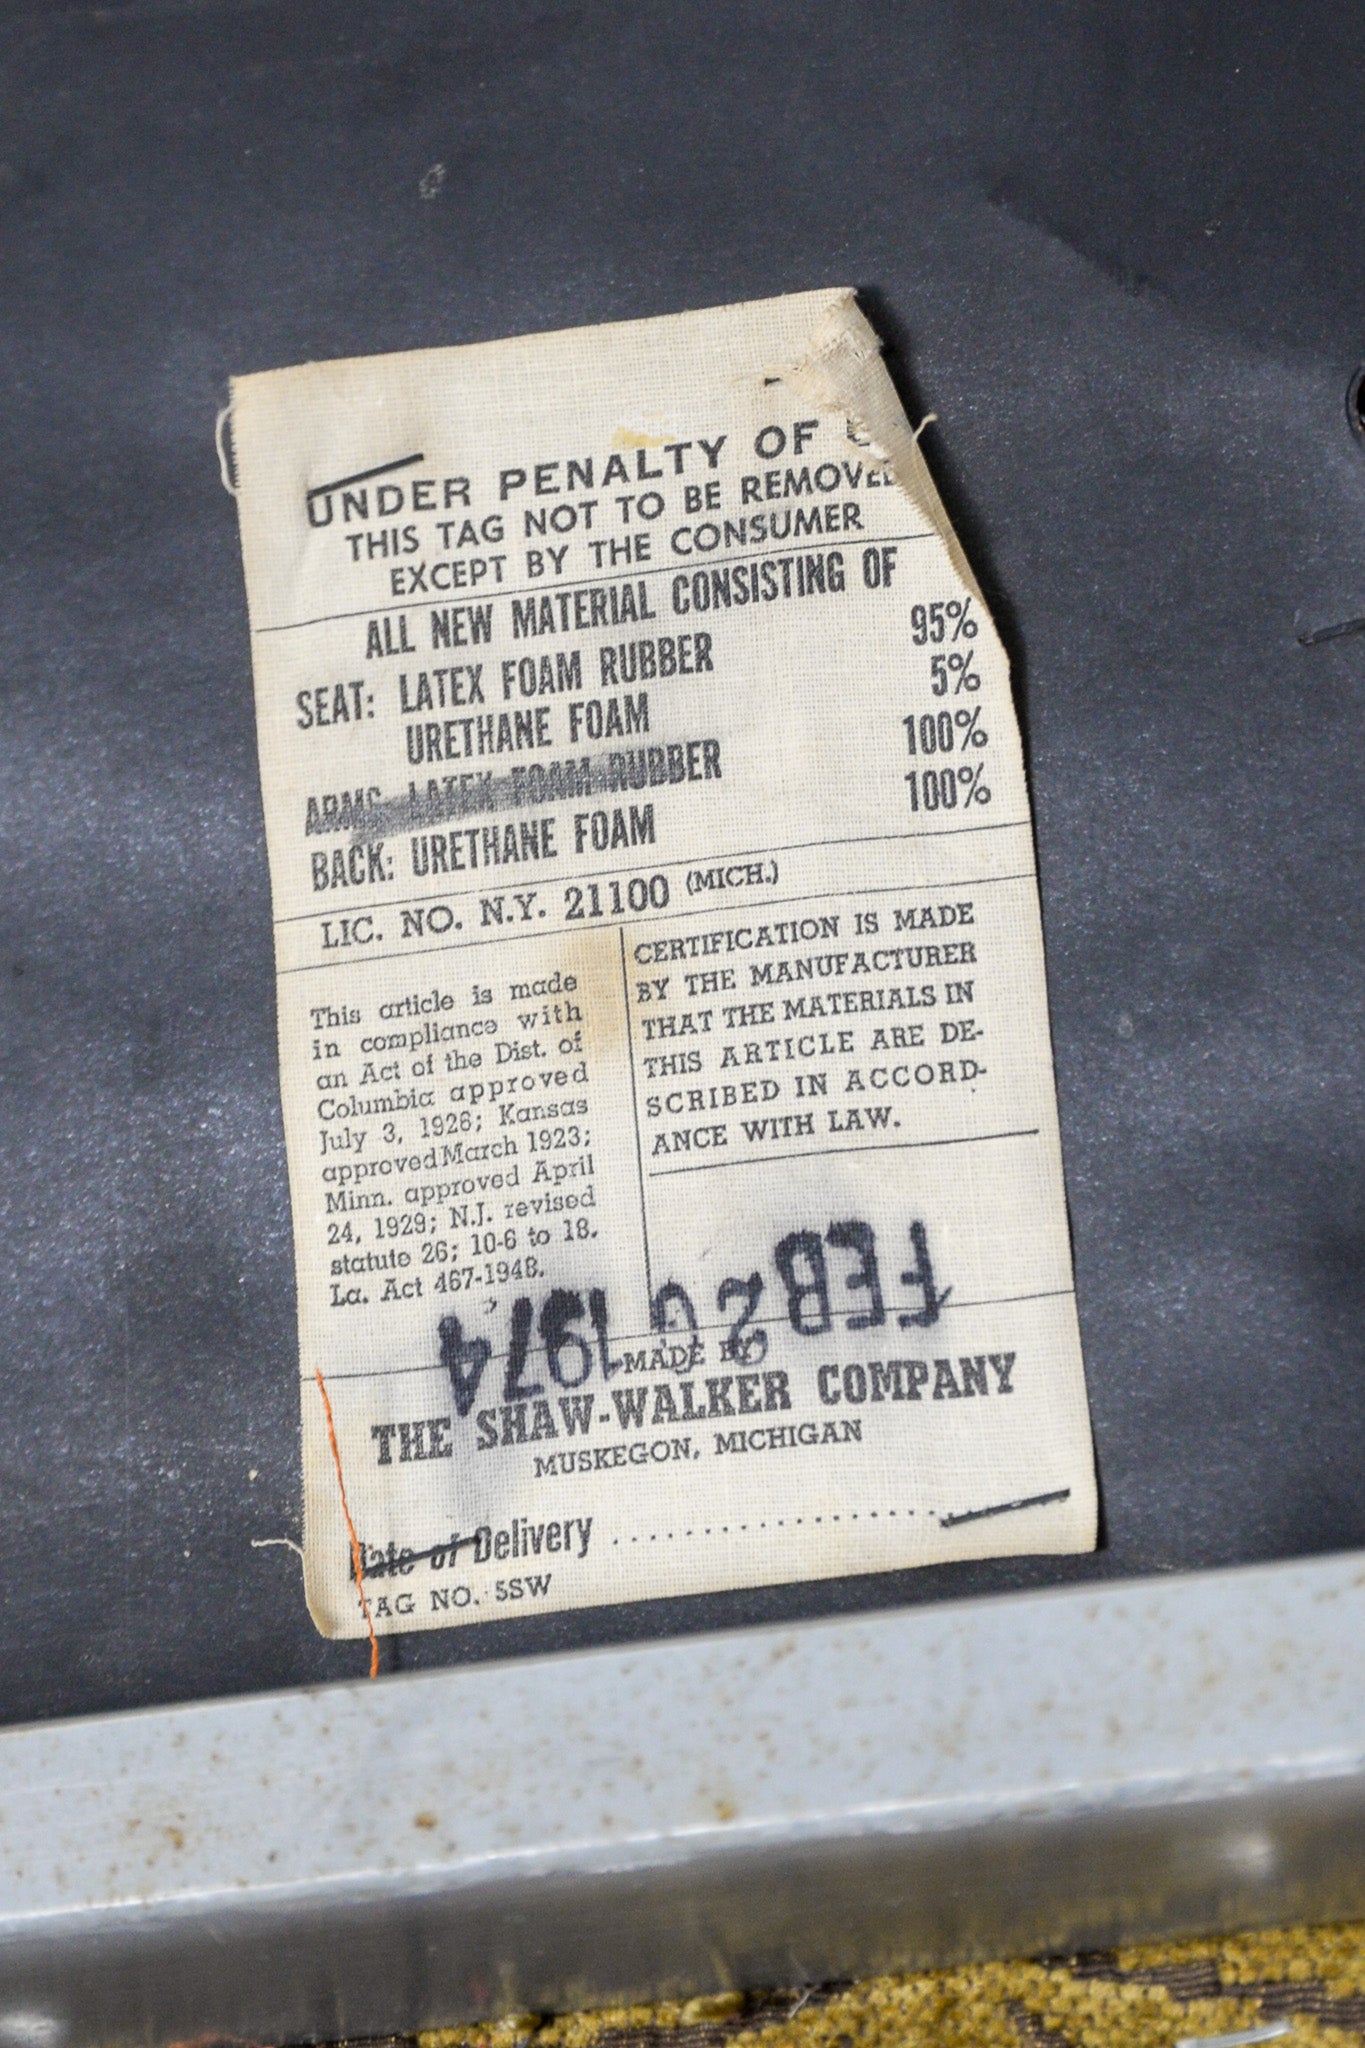 UNDER PENALTY OF
THIS TAG NOT TO BE REMOVED
EXCEPT BY THE CONSUMER
ALL NEW MATERIAL CONSISTING OF
SEAT: LATEX FOAM RUBBER 95%
URETHANE FOAM 5%
ARMS LATEX FOAM RUBBER 100%
BACK: URETHANE FOAM 100%
LIC. NO. N.Y. 21100 (MICH.)
This article is made
in compliance with
an Act of the Dist. of
Columbia approved
July 3, 1926; Kansas
approved March 1923;
Minn. approved April
24, 1929; N.J. revised
statute 26; 10-6 to 18.
La. Act 467-1948.
CERTIFICATION IS MADE
BY THE MANUFACTURER
THAT THE MATERIALS IN
THIS ARTICLE ARE DE-
SCRIBED IN ACCORD-
ANCE WITH LAW.
FEB 26 1974
MADE BY
THE SHAW-WALKER COMPANY
MUSKEGON, MICHIGAN
Date of Delivery ....................
TAG NO. 5SW